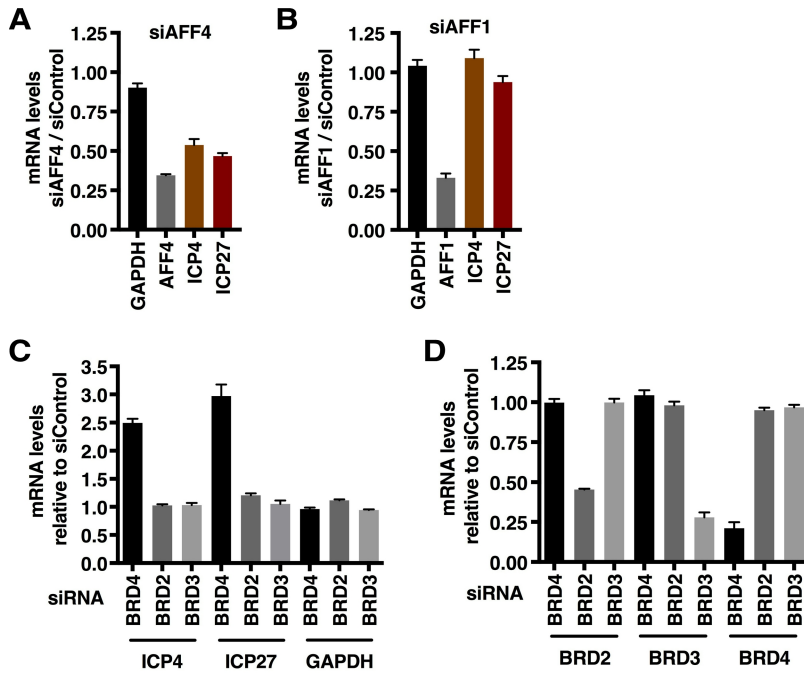 A
siAFF4
mRNA levels
siAFF4 / siControl
1.25
1.00
0.75
0.50
0.25
0.00
GAPDH
AFF4
ICP4
ICP27
B
siAFF1
mRNA levels
siAFF1 / siControl
1.25
1.00
0.75
0.50
0.25
0.00
GAPDH
AFF1
ICP4
ICP27
C
mRNA levels
relative to siControl
3.5
3.0
2.5
2.0
1.5
1.0
0.5
0.0
siRNA
BRD4
BRD2
BRD3
BRD4
BRD2
BRD3
BRD4
BRD2
BRD3
ICP4
ICP27
GAPDH
D
mRNA levels
relative to siControl
1.25
1.00
0.75
0.50
0.25
0.00
siRNA
BRD4
BRD2
BRD3
BRD4
BRD2
BRD3
BRD4
BRD2
BRD3
BRD2
BRD3
BRD4